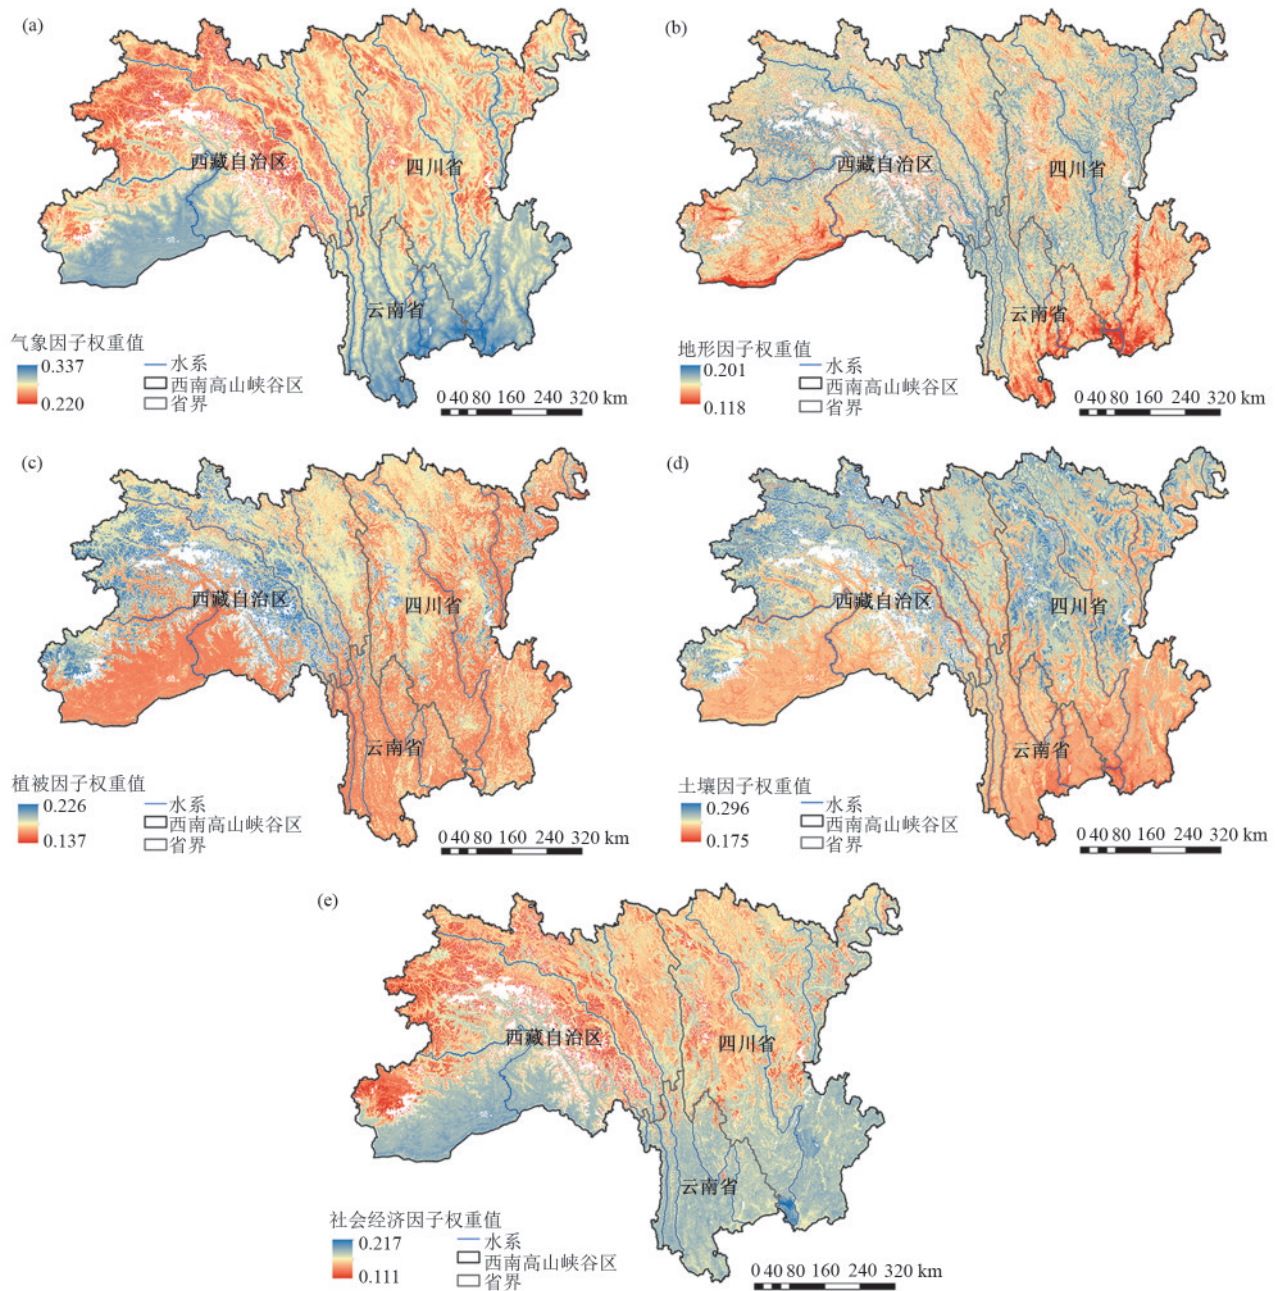 (a)
西藏自治区
四川省
云南省
气象因子权重值
0.337
0.220
水系
西南高山峡谷区
省界
0 40 80 160 240 320 km
(b)
西藏自治区
四川省
云南省
地形因子权重值
0.201
0.118
水系
西南高山峡谷区
省界
0 40 80 160 240 320 km
(c)
西藏自治区
四川省
云南省
植被因子权重值
0.226
0.137
水系
西南高山峡谷区
省界
0 40 80 160 240 320 km
(d)
西藏自治区
四川省
云南省
土壤因子权重值
0.296
0.175
水系
西南高山峡谷区
省界
0 40 80 160 240 320 km
(e)
西藏自治区
四川省
云南省
社会经济因子权重值
0.217
0.111
水系
西南高山峡谷区
省界
0 40 80 160 240 320 km